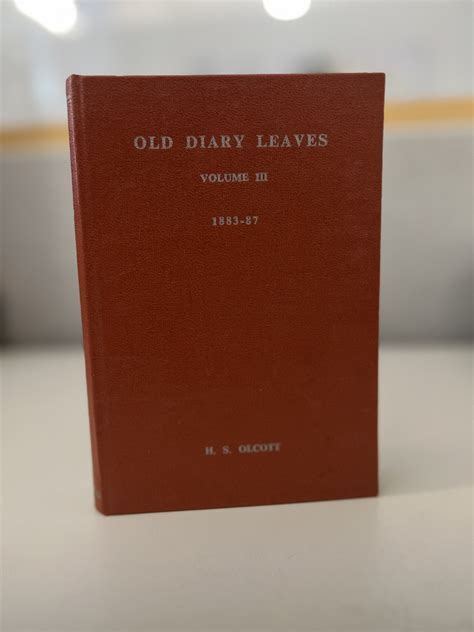 OLD DIARY LEAVES
VOLUME III
1883-87
H. S. OLCOTT